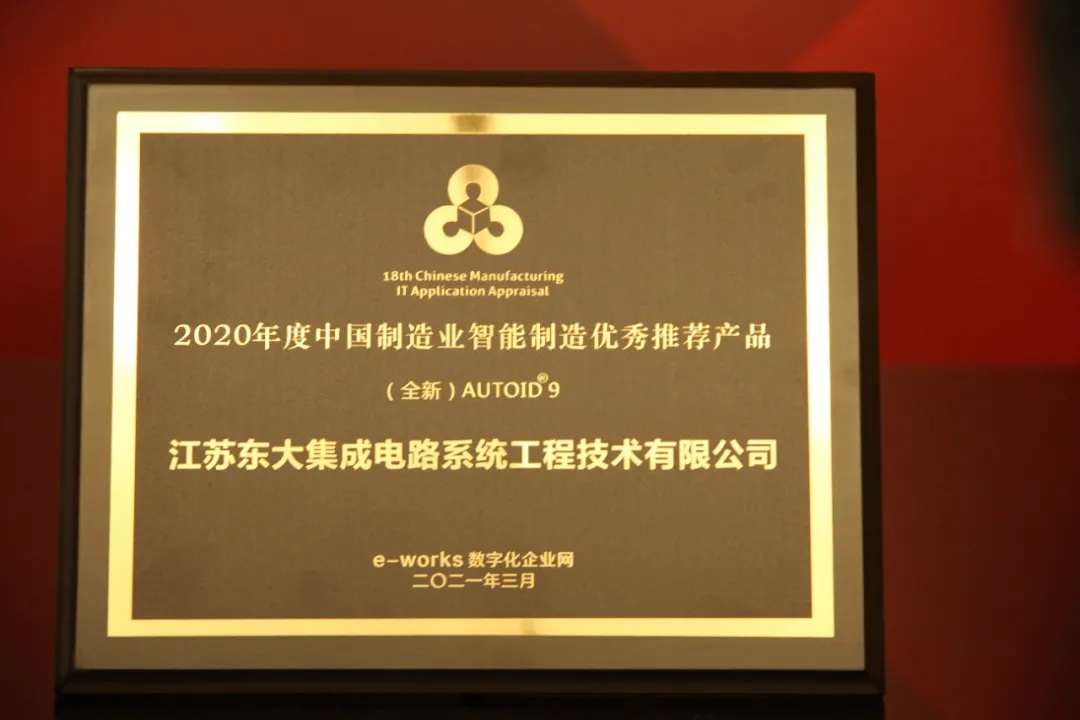 18th Chinese Manufacturing
IT Application Appraisal
2020年度中国制造业智能制造优秀推荐产品
（全新）AUTOID®9
江苏东大集成电路系统工程技术有限公司
e-works 数字化企业网
二〇二一年三月